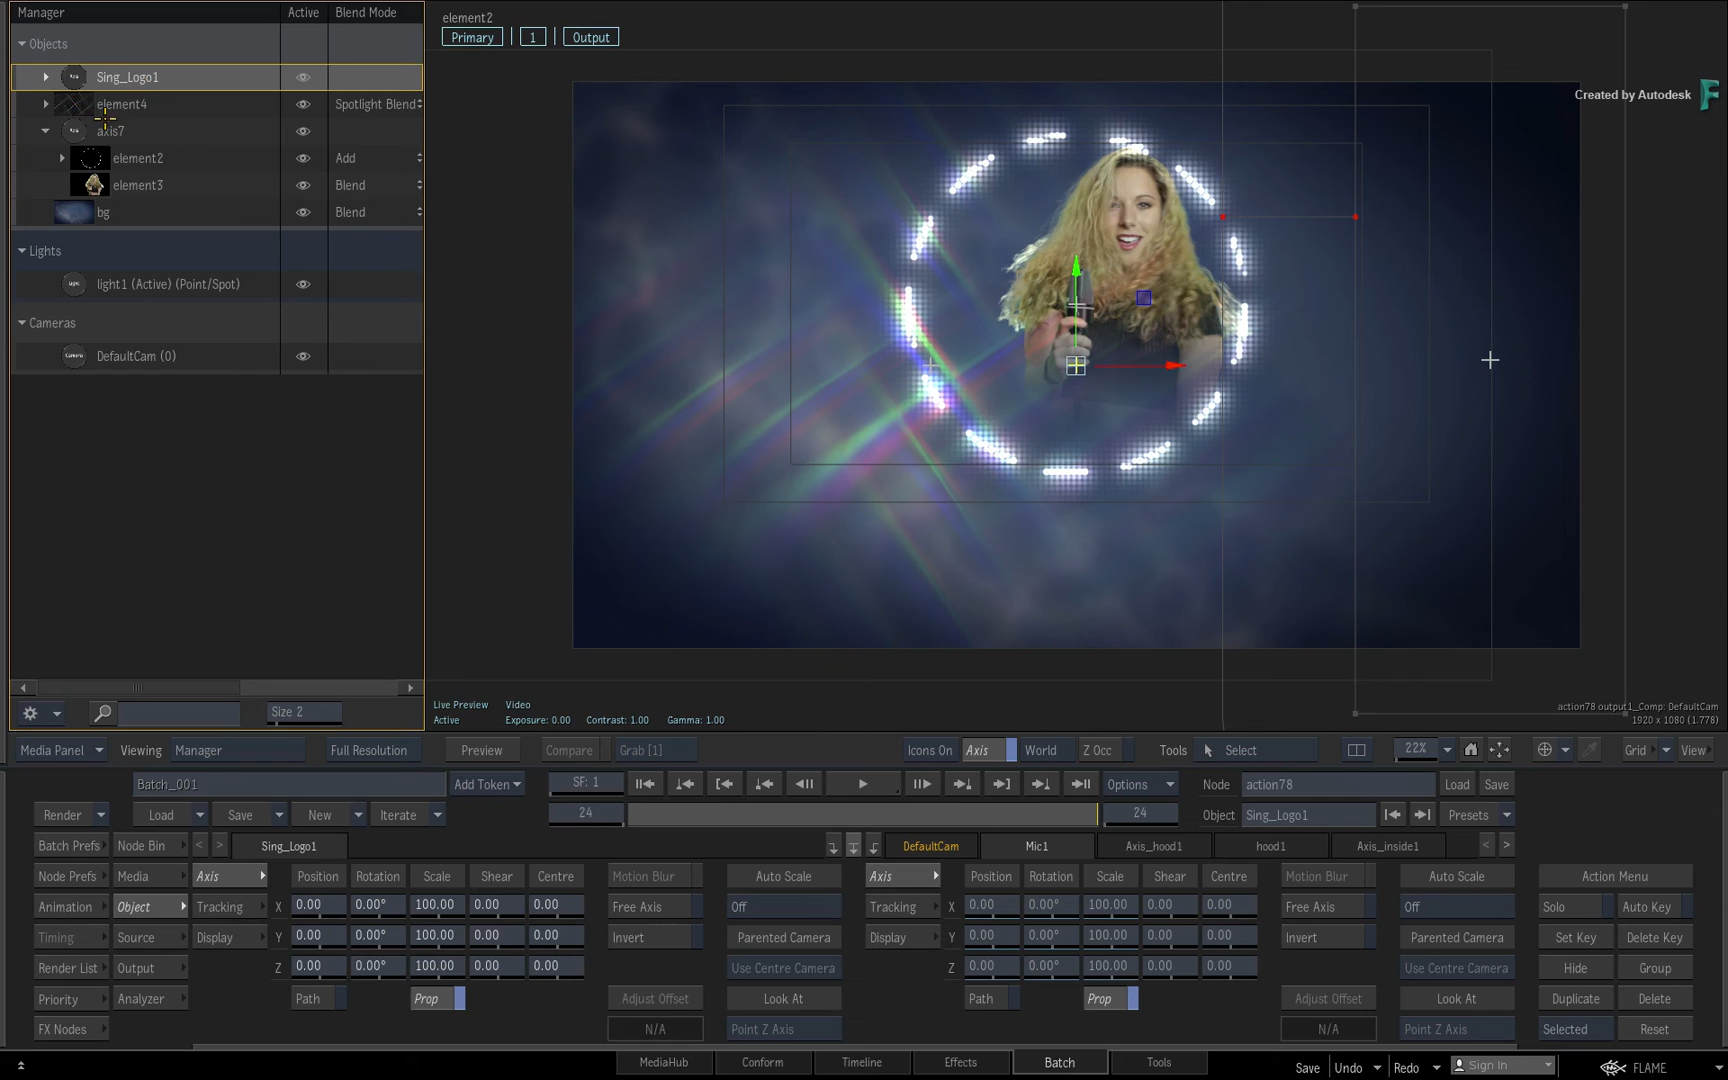 Manager Active Blend Mode
Objects
Sing_Logo1
element4 Spotlight Blend
axis7
element2 Add
element3 Blend
bg Blend
Lights
light1 (Active) (Point/Spot)
Cameras
DefaultCam (0)
Size 2
element2
Primary 1 Output
Created by Autodesk
Live Preview Video
Active Exposure: 0.00 Contrast: 1.00 Gamma: 1.00
action78 output1_Comp: DefaultCam
1920 x 1080 (1.778)
Media Panel Viewing Manager Full Resolution Preview Compare Grab [1] Icons On Axis World Z Occ Tools Select 22% Grid View
Batch_001 Add Token SF: 1 Options Node action78 Load Save
Render Load Save New Iterate 24 24 Object Sing_Logo1 Presets
Batch Prefs Node Bin < > Sing_Logo1 DefaultCam Mic1 Axis_hood1 hood1 Axis_inside1 < >
Node Prefs Media Axis Position Rotation Scale Shear Centre Motion Blur Auto Scale Axis Position Rotation Scale Shear Centre Motion Blur Auto Scale Action Menu
Animation Object Tracking X 0.00 0.00° 100.00 0.00 0.00 Free Axis Off Tracking X 0.00 0.00° 100.00 0.00 0.00 Free Axis Off Solo Auto Key
Timing Source Display Y 0.00 0.00° 100.00 0.00 0.00 Invert Parented Camera Display Y 0.00 0.00° 100.00 0.00 0.00 Invert Parented Camera Set Key Delete Key
Render List Output Z 0.00 0.00° 100.00 0.00 0.00 Use Centre Camera Z 0.00 0.00° 100.00 0.00 0.00 Use Centre Camera Hide Group
Priority Analyzer Path Prop Adjust Offset Look At Path Prop Adjust Offset Look At Duplicate Delete
FX Nodes N/A Point Z Axis N/A Point Z Axis Selected Reset
MediaHub Conform Timeline Effects Batch Tools Save Undo Redo Sign In FLAME